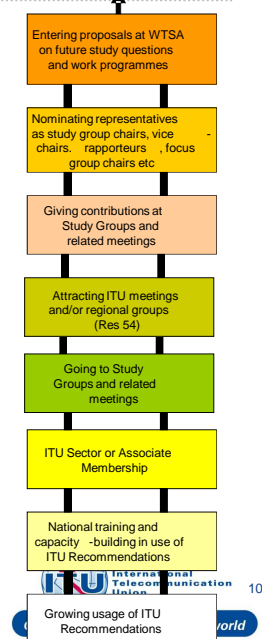 Entering proposals at WTSA
on future study questions
and work programmes
Nominating representatives
as study group chairs, vice -
chairs. rapporteurs , focus
group chairs etc
Giving contributions at
Study Groups and
related meetings
Attracting ITU meetings
and/or regional groups
(Res 54)
Going to Study
Groups and related
meetings
ITU Sector or Associate
Membership
National training and
capacity -building in use of
ITU Recommendations
International
Telecommunication
Union
10
Growing usage of ITU
Recommendations
world